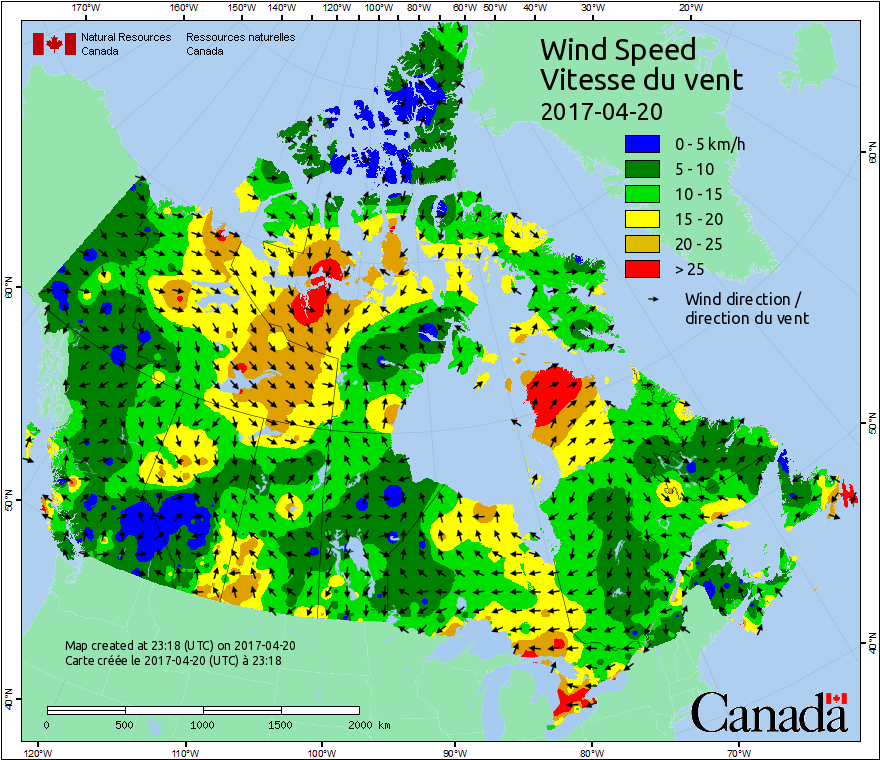 170°W 160°W 150°W 140°W 130°W 120°W 110°W 100°W 90°W 80°W 70°W 60°W 50°W 40°W 30°W 20°W
Natural Resources Canada
Ressources naturelles Canada
Wind Speed
Vitesse du vent
2017-04-20
0 - 5 km/h
5 - 10
10 - 15
15 - 20
20 - 25
> 25
Wind direction /
direction du vent
60°N
60°N
50°N
50°N
40°N
40°N
Map created at 23:18 (UTC) on 2017-04-20
Carte créée le 2017-04-20 (UTC) à 23:18
0 500 1000 1500 2000 km
Canada
120°W 110°W 100°W 90°W 80°W 70°W